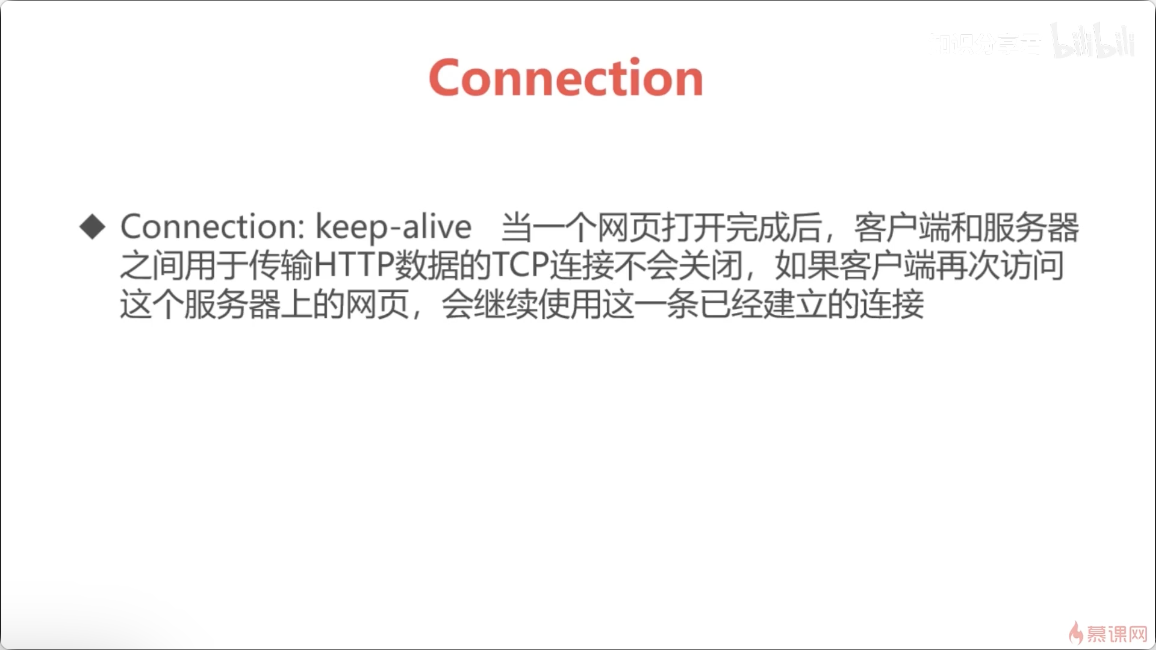 bilibili
Connection
◆ Connection: keep-alive 当一个网页打开完成后，客户端和服务器
之间用于传输HTTP数据的TCP连接不会关闭，如果客户端再次访问
这个服务器上的网页，会继续使用这一条已经建立的连接
慕课网